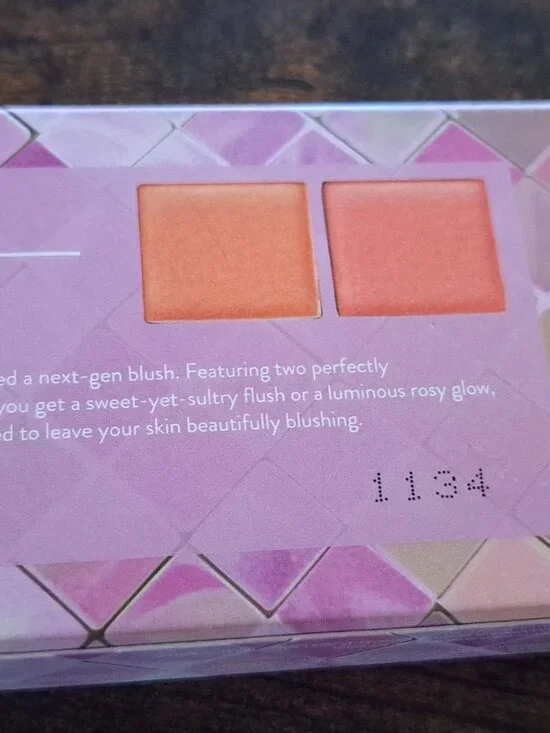 ed a next-gen blush. Featuring two perfectly
you get a sweet-yet-sultry flush or a luminous rosy glow,
ed to leave your skin beautifully blushing.
1134